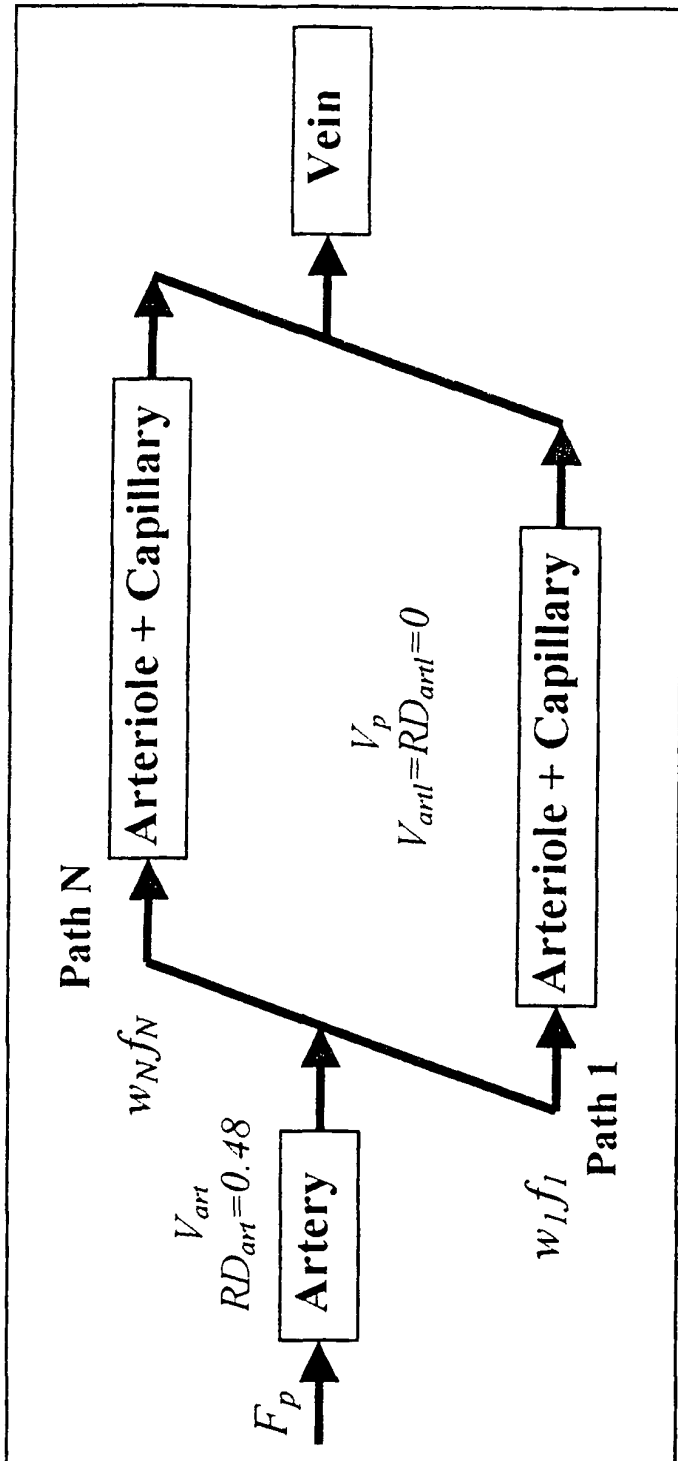 F_p
V_art
RD_art=0.48
Artery
w_N f_N
Path N
Arteriole + Capillary
V_p
V_artl=RD_artl=0
w_1 f_1
Path 1
Arteriole + Capillary
Vein